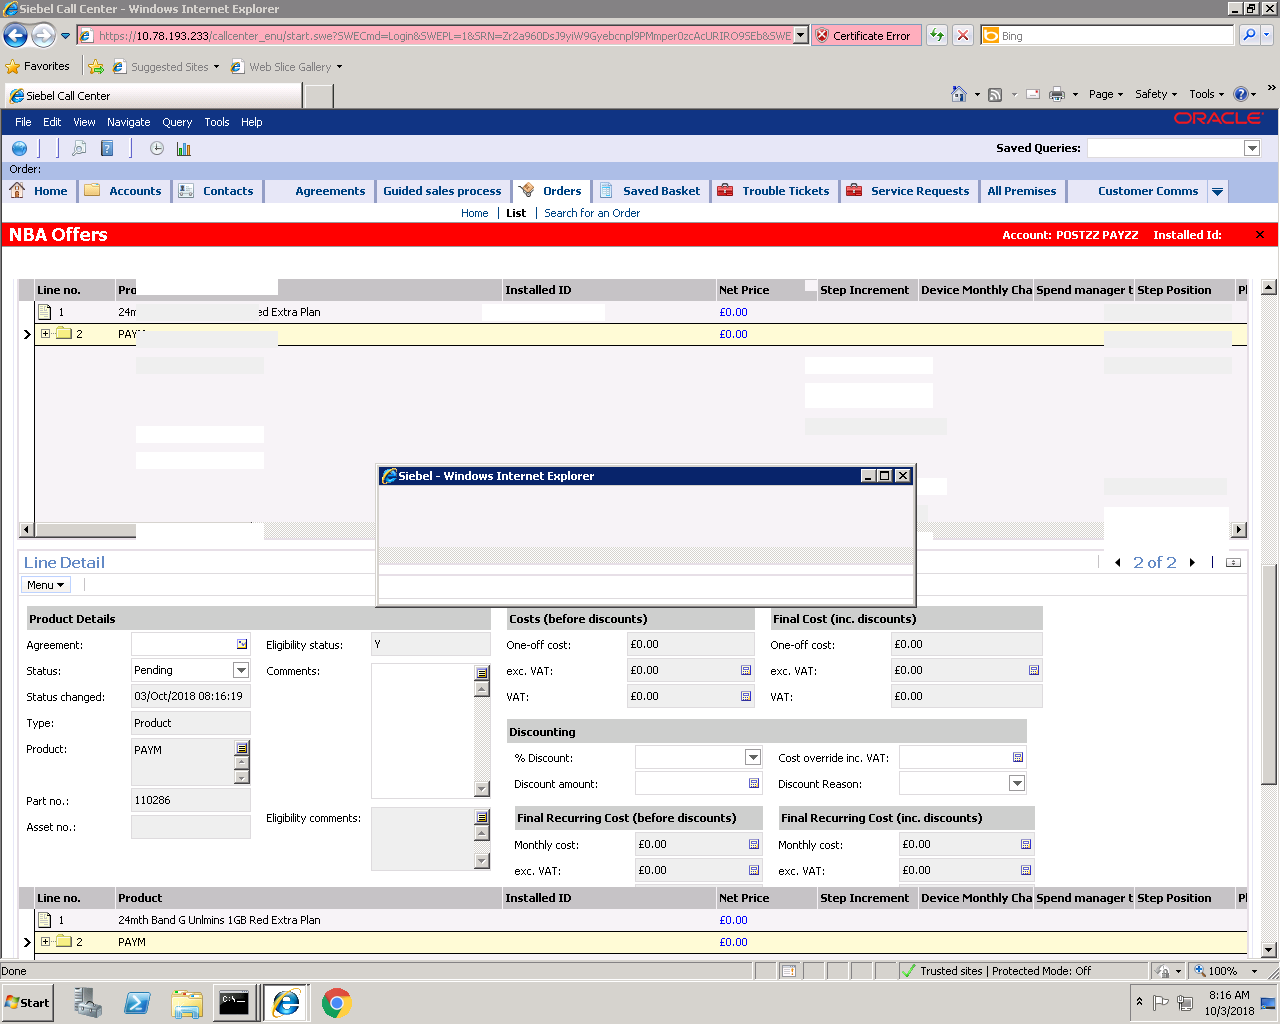 Siebel Call Center - Windows Internet Explorer
https://10.78.193.233/callcenter_enu/start.swe?SWECmd=Login&SWEPL=1&SRN=Zr2a960DsJ9yiW9Gyebcnpl9PMmper0zcAcURIRO9SEb&SWE
Certificate Error
Bing
Favorites
Suggested Sites
Web Slice Gallery
Siebel Call Center
Page Safety Tools
File Edit View Navigate Query Tools Help
ORACLE
Saved Queries:
Order:
Home Accounts Contacts Agreements Guided sales process Orders Saved Basket Trouble Tickets Service Requests All Premises Customer Comms
Home List Search for an Order
NBA Offers
Account: POSTZZ PAYZZ Installed Id:
Line no. Pro Installed ID Net Price Step Increment Device Monthly Cha Spend manager t Step Position Pl
1 24m Red Extra Plan £0.00
2 PAYM £0.00
Siebel - Windows Internet Explorer
Line Detail
2 of 2
Menu
Product Details
Agreement:
Status: Pending
Status changed: 03/Oct/2018 08:16:19
Type: Product
Product: PAYM
Part no.: 110286
Asset no.:
Eligibility status: Y
Comments:
Eligibility comments:
Costs (before discounts)
One-off cost: £0.00
exc. VAT: £0.00
VAT: £0.00
Final Cost (inc. discounts)
One-off cost: £0.00
exc. VAT: £0.00
VAT: £0.00
Discounting
% Discount:
Discount amount:
Cost override inc. VAT:
Discount Reason:
Final Recurring Cost (before discounts)
Monthly cost: £0.00
exc. VAT: £0.00
Final Recurring Cost (inc. discounts)
Monthly cost: £0.00
exc. VAT: £0.00
Line no. Product Installed ID Net Price Step Increment Device Monthly Cha Spend manager t Step Position Pl
1 24mth Band G Unlmins 1GB Red Extra Plan £0.00
2 PAYM £0.00
Done
Trusted sites | Protected Mode: Off
100%
Start
8:16 AM
10/3/2018